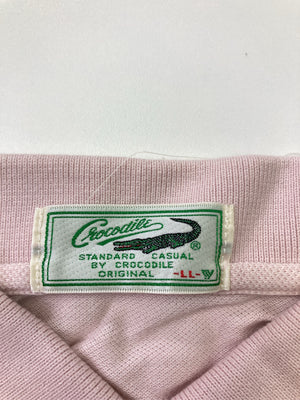 Crocodile ®
STANDARD CASUAL
BY CROCODILE
ORIGINAL -LL-